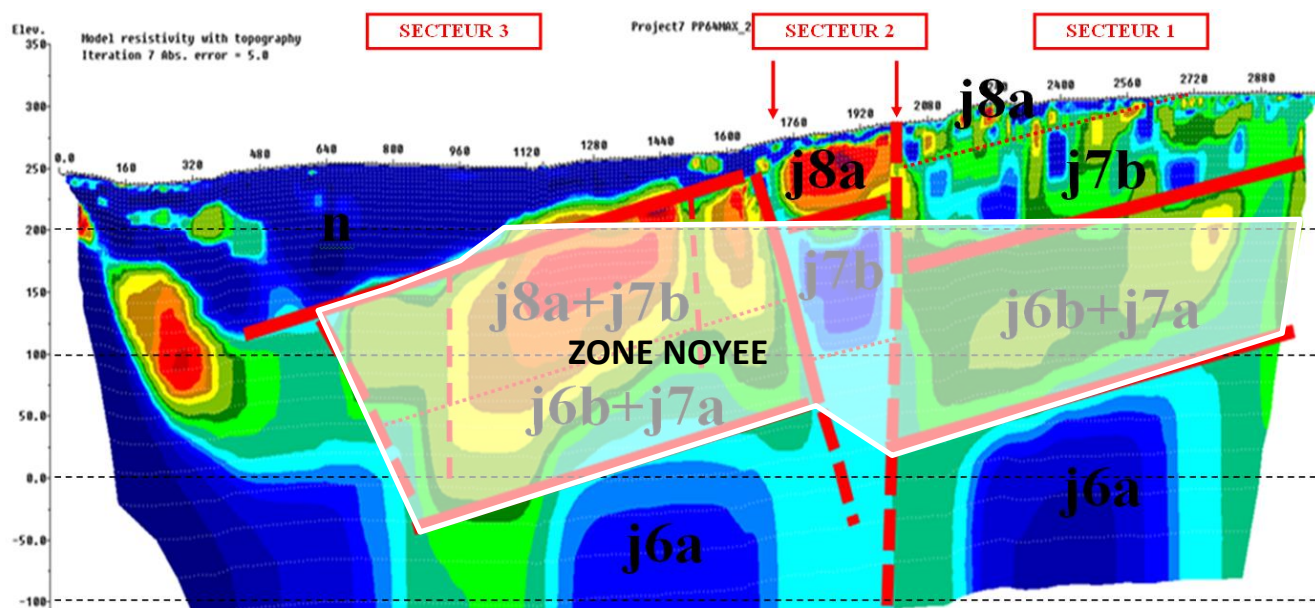 SECTEUR 3
SECTEUR 2
SECTEUR 1
Elev.
Model resistivity with topography
Iteration 7 Abs. error = 5.0
Project7 PP64MAX_2
350
300
250
200
150
100
50.0
0.0
-50.0
-100
0.0 160 320 480 640 800 960 1120 1280 1440 1600 1760 1920 2080 2400 2560 2720 2880
j8a
j8a
j7b
n
j7b
j8a+j7b
j6b+j7a
ZONE NOYEE
j6b+j7a
j6a
j6a